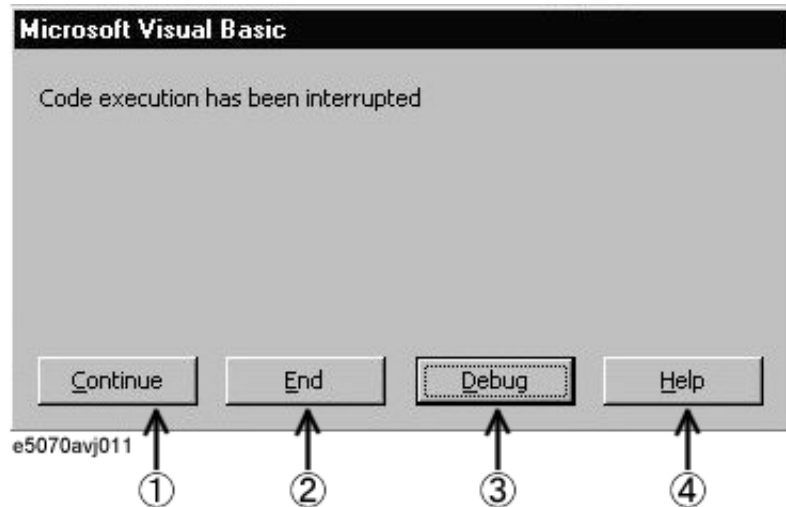 Microsoft Visual Basic
Code execution has been interrupted
Continue End Debug Help
e5070avj011
① ② ③ ④